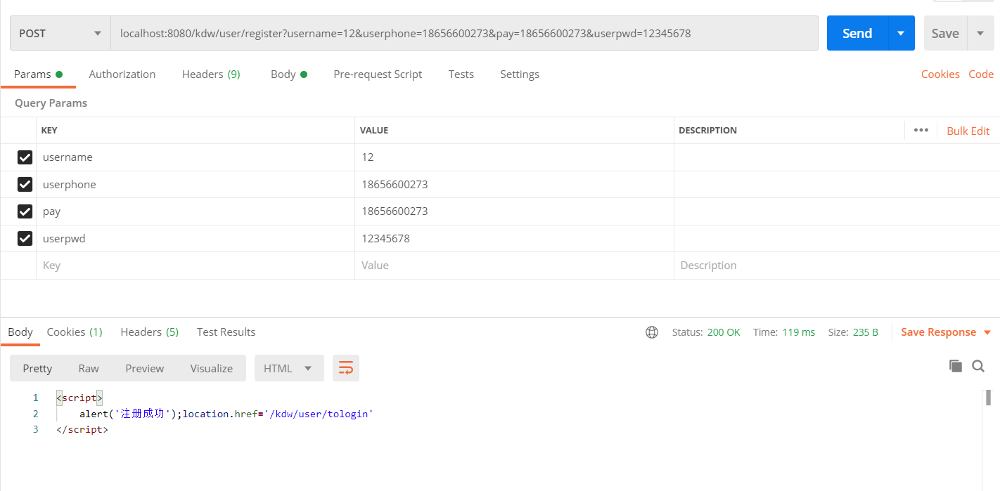 POST localhost:8080/kdw/user/register?username=12&userphone=18656600273&pay=18656600273&userpwd=12345678 Send Save
Params Authorization Headers (9) Body Pre-request Script Tests Settings Cookies Code
Query Params
KEY VALUE DESCRIPTION ••• Bulk Edit
username 12
userphone 18656600273
pay 18656600273
userpwd 12345678
Key Value Description
Body Cookies (1) Headers (5) Test Results Status: 200 OK Time: 119 ms Size: 235 B Save Response
Pretty Raw Preview Visualize HTML
1 <script>
2 alert('注册成功');location.href='/kdw/user/tologin'
3 </script>